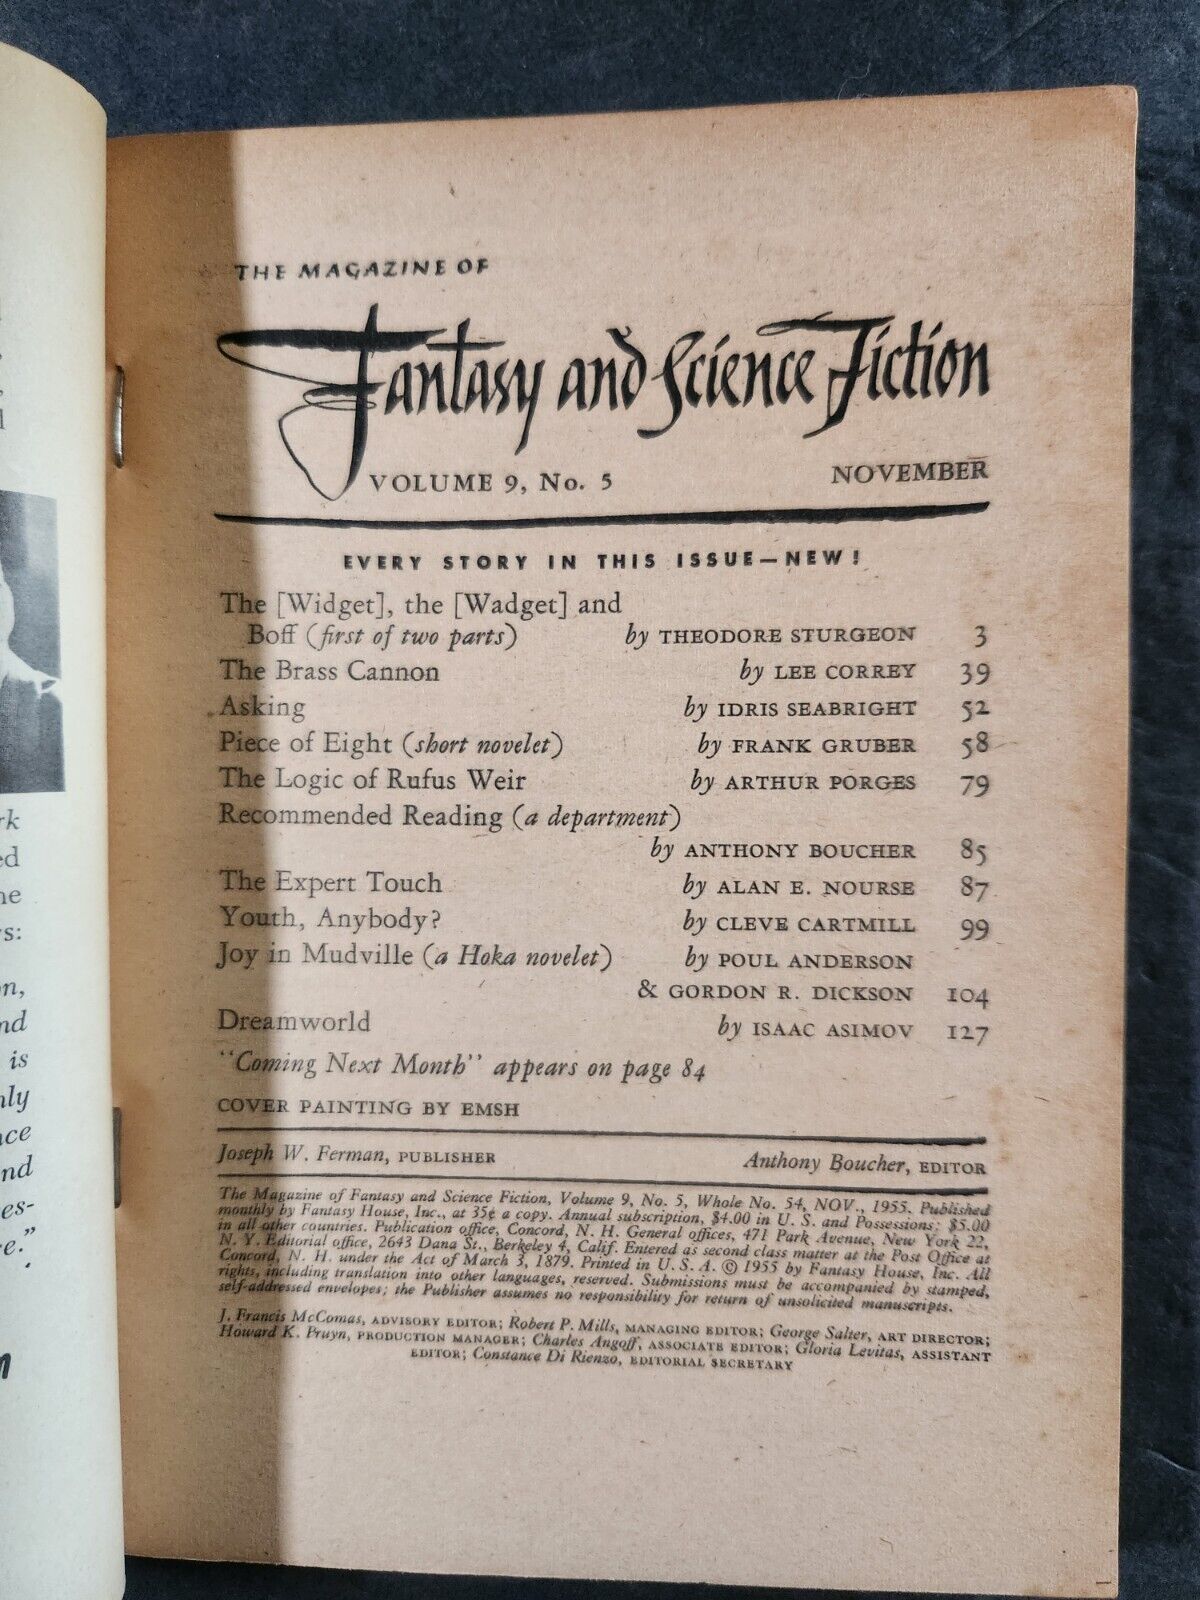 THE MAGAZINE OF
Fantasy and Science Fiction
VOLUME 9, No. 5 NOVEMBER
EVERY STORY IN THIS ISSUE—NEW!
The [Widget], the [Wadget] and
Boff (first of two parts) by THEODORE STURGEON 3
The Brass Cannon by LEE CORREY 39
Asking by IDRIS SEABRIGHT 52
Piece of Eight (short novelet) by FRANK GRUBER 58
The Logic of Rufus Weir by ARTHUR PORGES 79
Recommended Reading (a department)
by ANTHONY BOUCHER 85
The Expert Touch by ALAN E. NOURSE 87
Youth, Anybody? by CLEVE CARTMILL 99
Joy in Mudville (a Hoka novelet) by POUL ANDERSON
& GORDON R. DICKSON 104
Dreamworld by ISAAC ASIMOV 127
"Coming Next Month" appears on page 84
COVER PAINTING BY EMSH
Joseph W. Ferman, PUBLISHER Anthony Boucher, EDITOR
The Magazine of Fantasy and Science Fiction, Volume 9, No. 5, Whole No. 54, NOV., 1955. Published
monthly by Fantasy House, Inc., at 35¢ a copy. Annual subscription, $4.00 in U. S. and Possessions; $5.00
in all other countries. Publication office, Concord, N. H. General offices, 471 Park Avenue, New York 22,
N. Y. Editorial office, 2643 Dana St., Berkeley 4, Calif. Entered as second class matter at the Post Office at
Concord, N. H. under the Act of March 3, 1879. Printed in U. S. A. © 1955 by Fantasy House, Inc. All
rights, including translation into other languages, reserved. Submissions must be accompanied by stamped,
self-addressed envelopes; the Publisher assumes no responsibility for return of unsolicited manuscripts.
J. Francis McComas, ADVISORY EDITOR; Robert P. Mills, MANAGING EDITOR; George Salter, ART DIRECTOR;
Howard K. Pruyn, PRODUCTION MANAGER; Charles Angoff, ASSOCIATE EDITOR; Gloria Levitas, ASSISTANT
EDITOR; Constance Di Rienzo, EDITORIAL SECRETARY